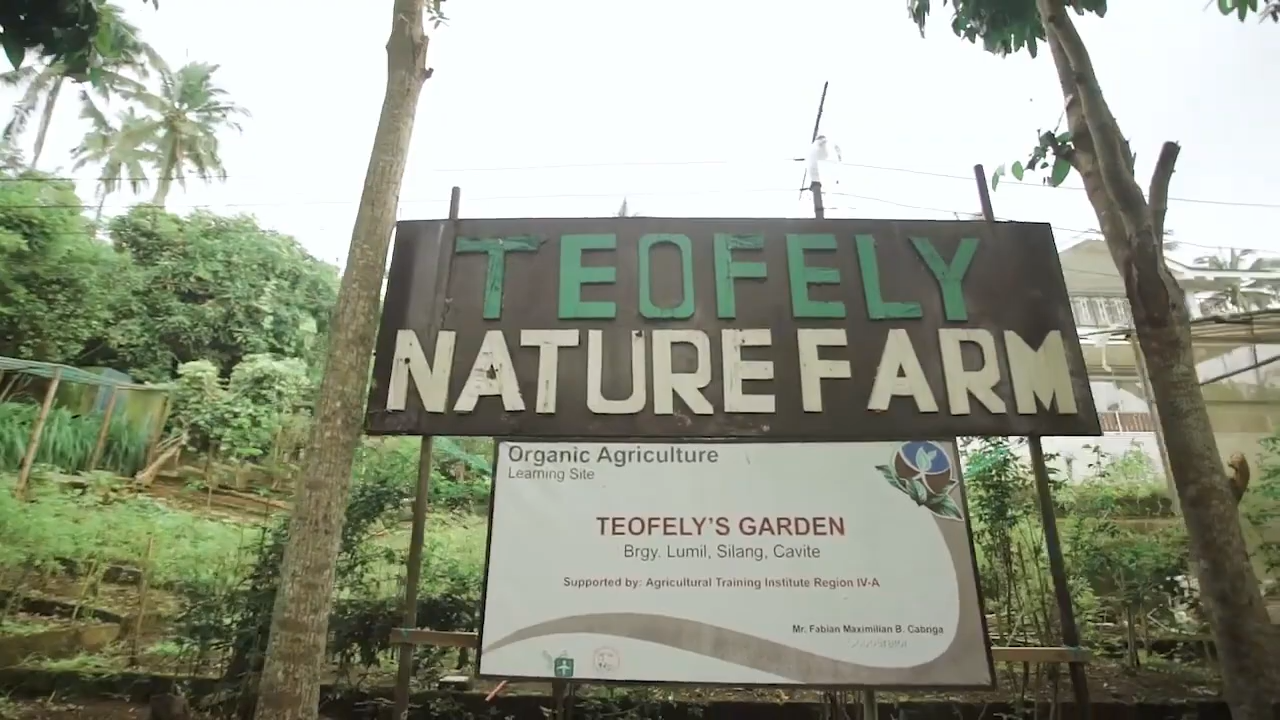 TEOFELY
NATURE FARM
Organic Agriculture
Learning Site
TEOFELY'S GARDEN
Brgy. Lumil, Silang, Cavite
Supported by: Agricultural Training Institute Region IV-A
Mr. Fabian Maximilian B. Cabriga